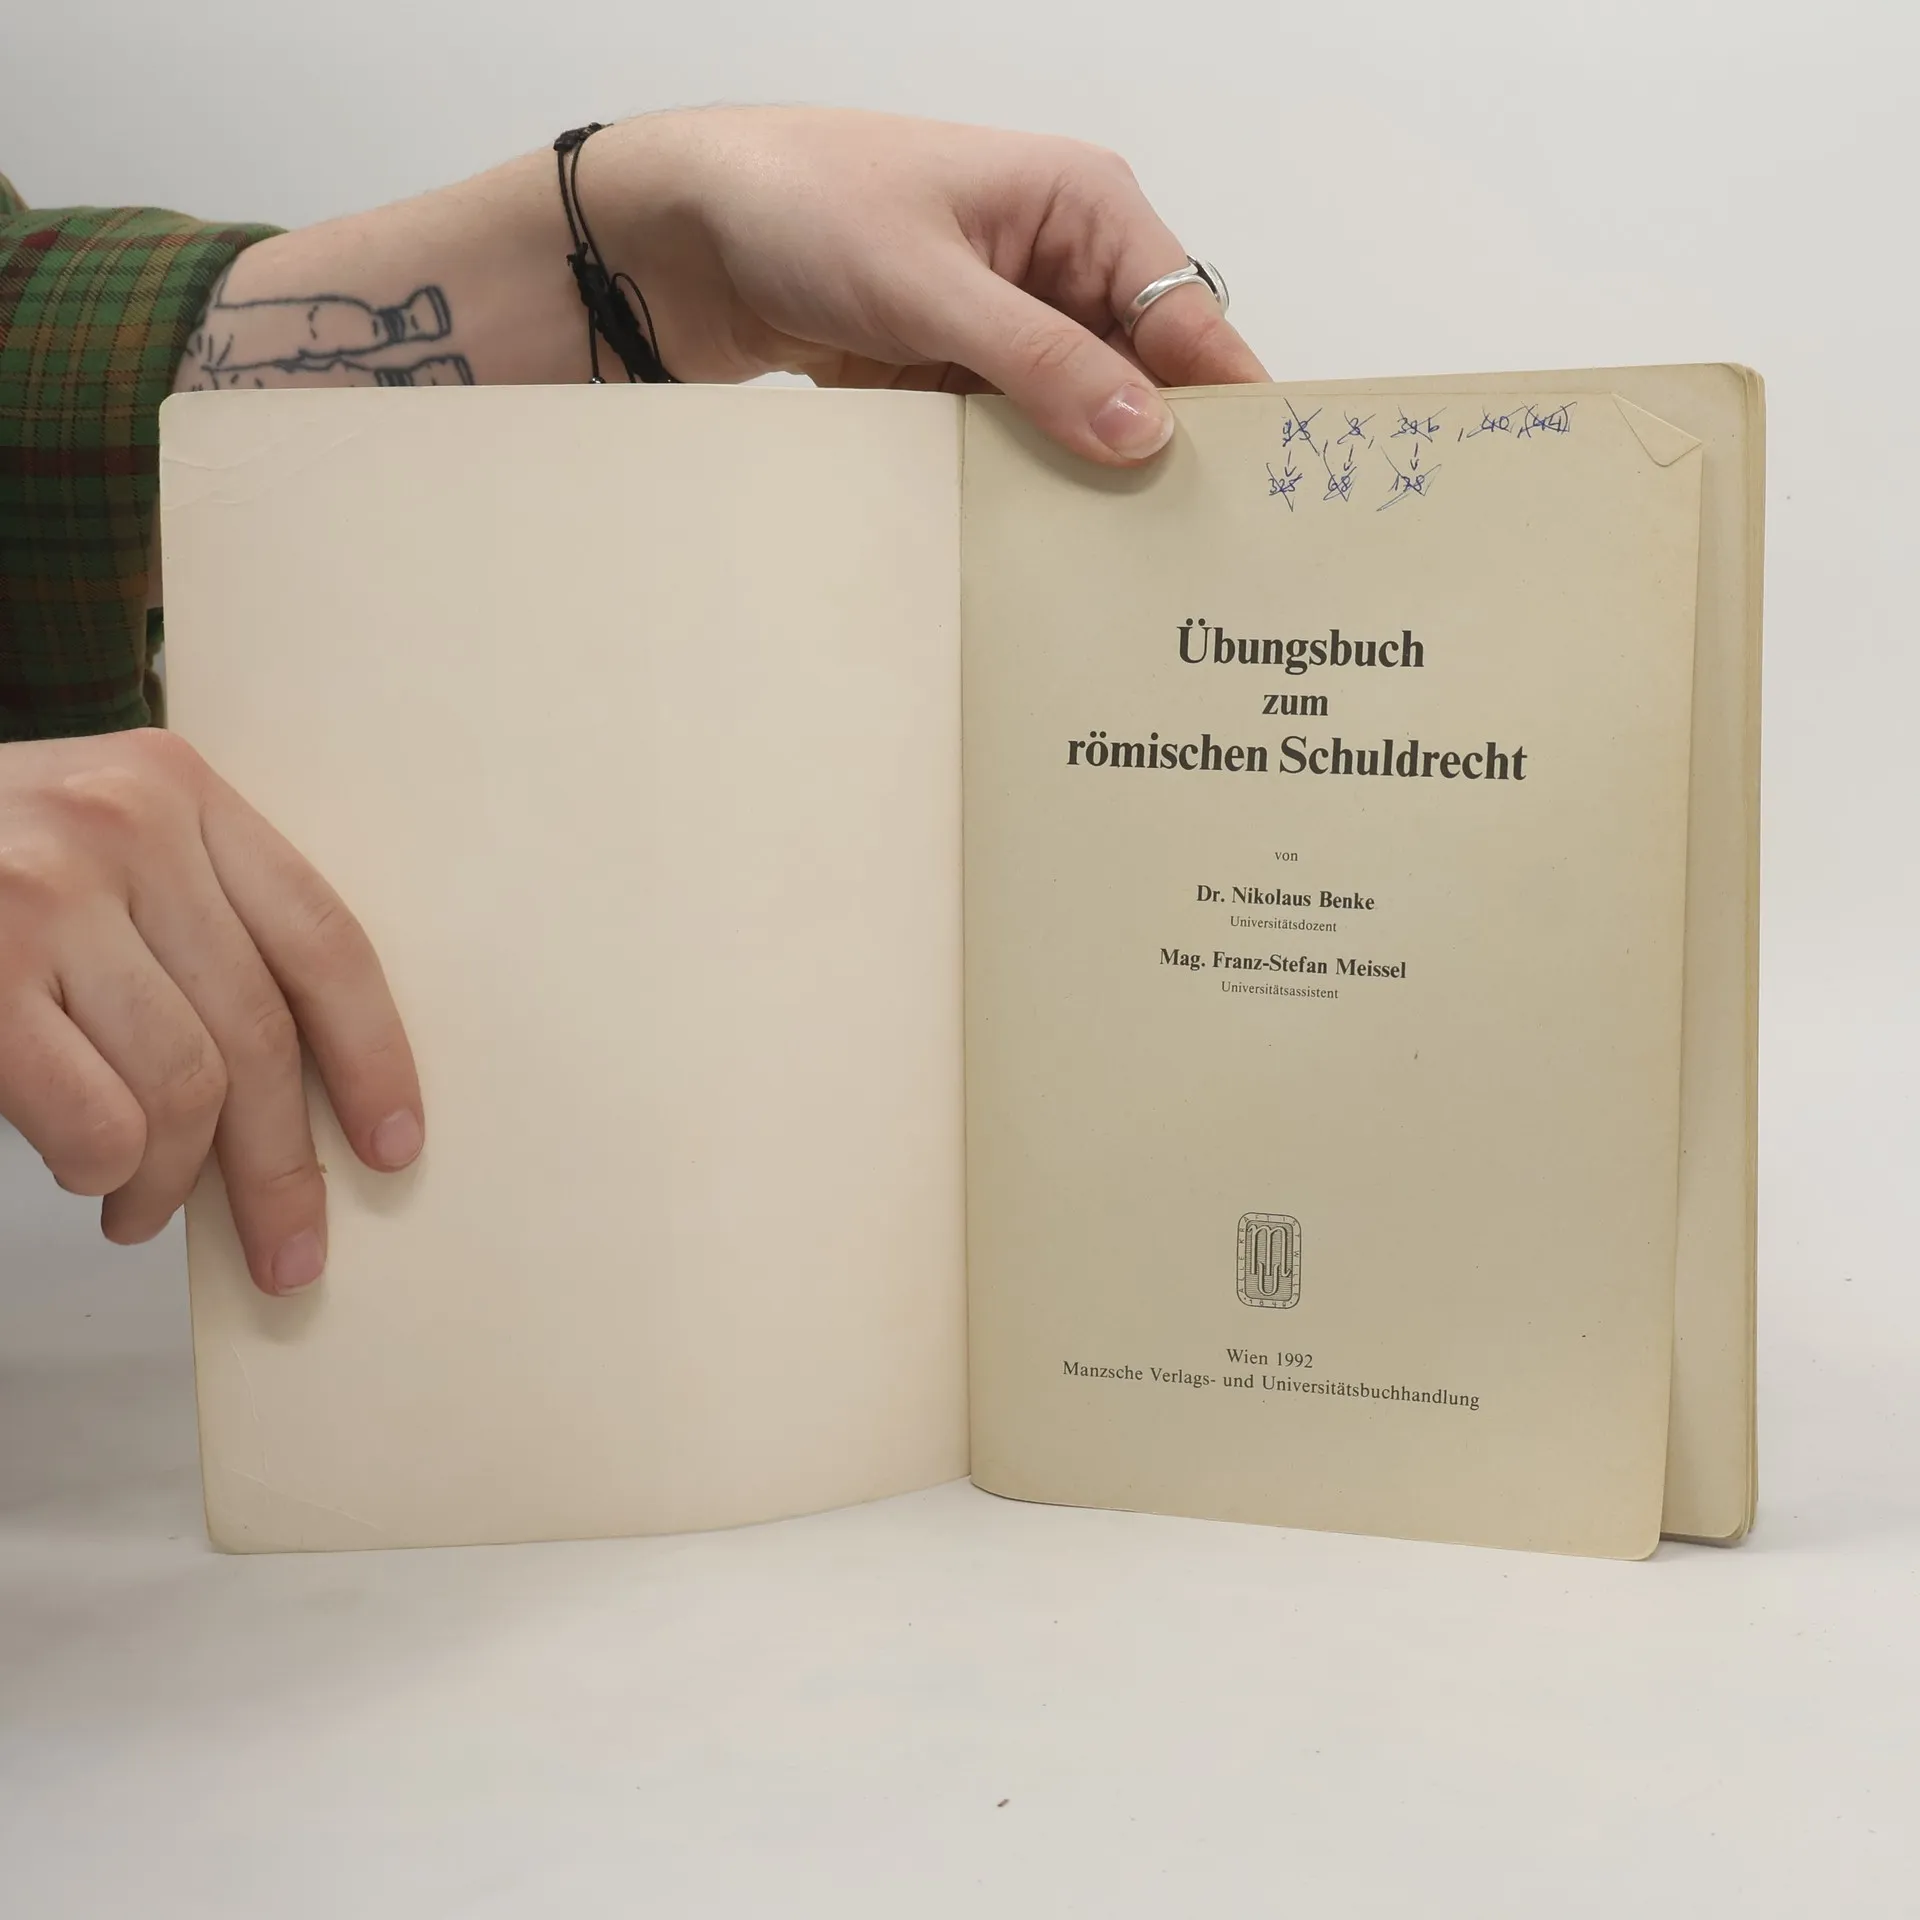 Übungsbuch
zum
römischen Schuldrecht
von
Dr. Nikolaus Benke
Universitätsdozent
Mag. Franz-Stefan Meissel
Universitätsassistent
Wien 1992
Manzsche Verlags- und Universitätsbuchhandlung